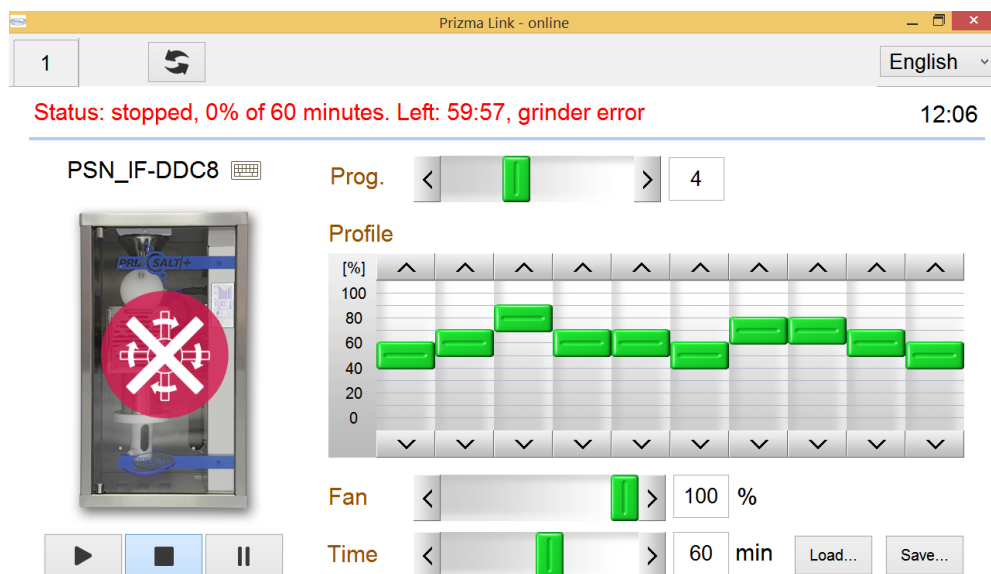 Prizma Link - online
1
English
Status: stopped, 0% of 60 minutes. Left: 59:57, grinder error
12:06
PSN_IF-DDC8
Prog.
4
Profile
[%]
100
80
60
40
20
0
SALT+
Fan
100 %
Time
60 min
Load...
Save...